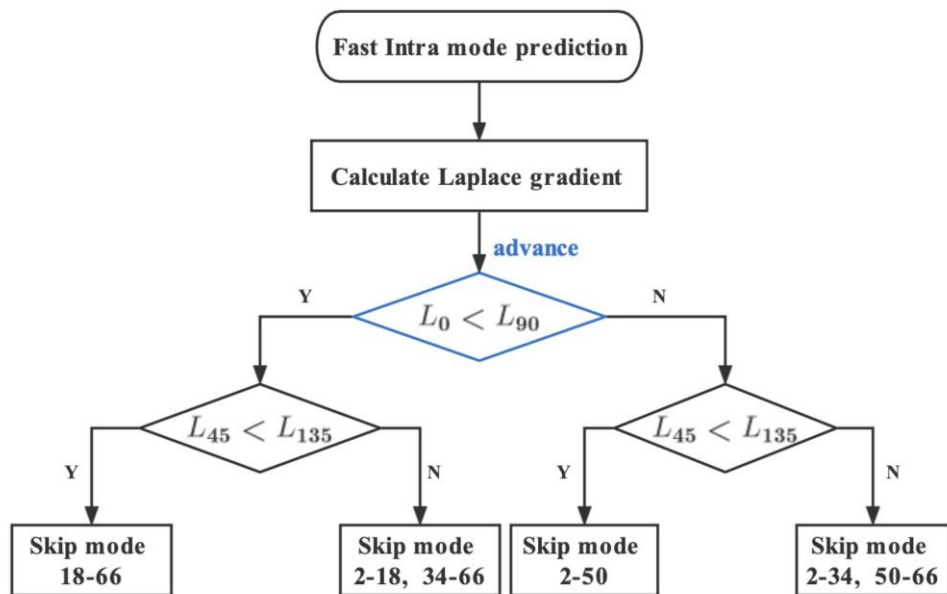 Fast Intra mode prediction
Calculate Laplace gradient
advance
Y
L₀ < L₉₀
N
L₄₅ < L₁₃₅
L₄₅ < L₁₃₅
Y
N
Y
N
Skip mode
18-66
Skip mode
2-18, 34-66
Skip mode
2-50
Skip mode
2-34, 50-66